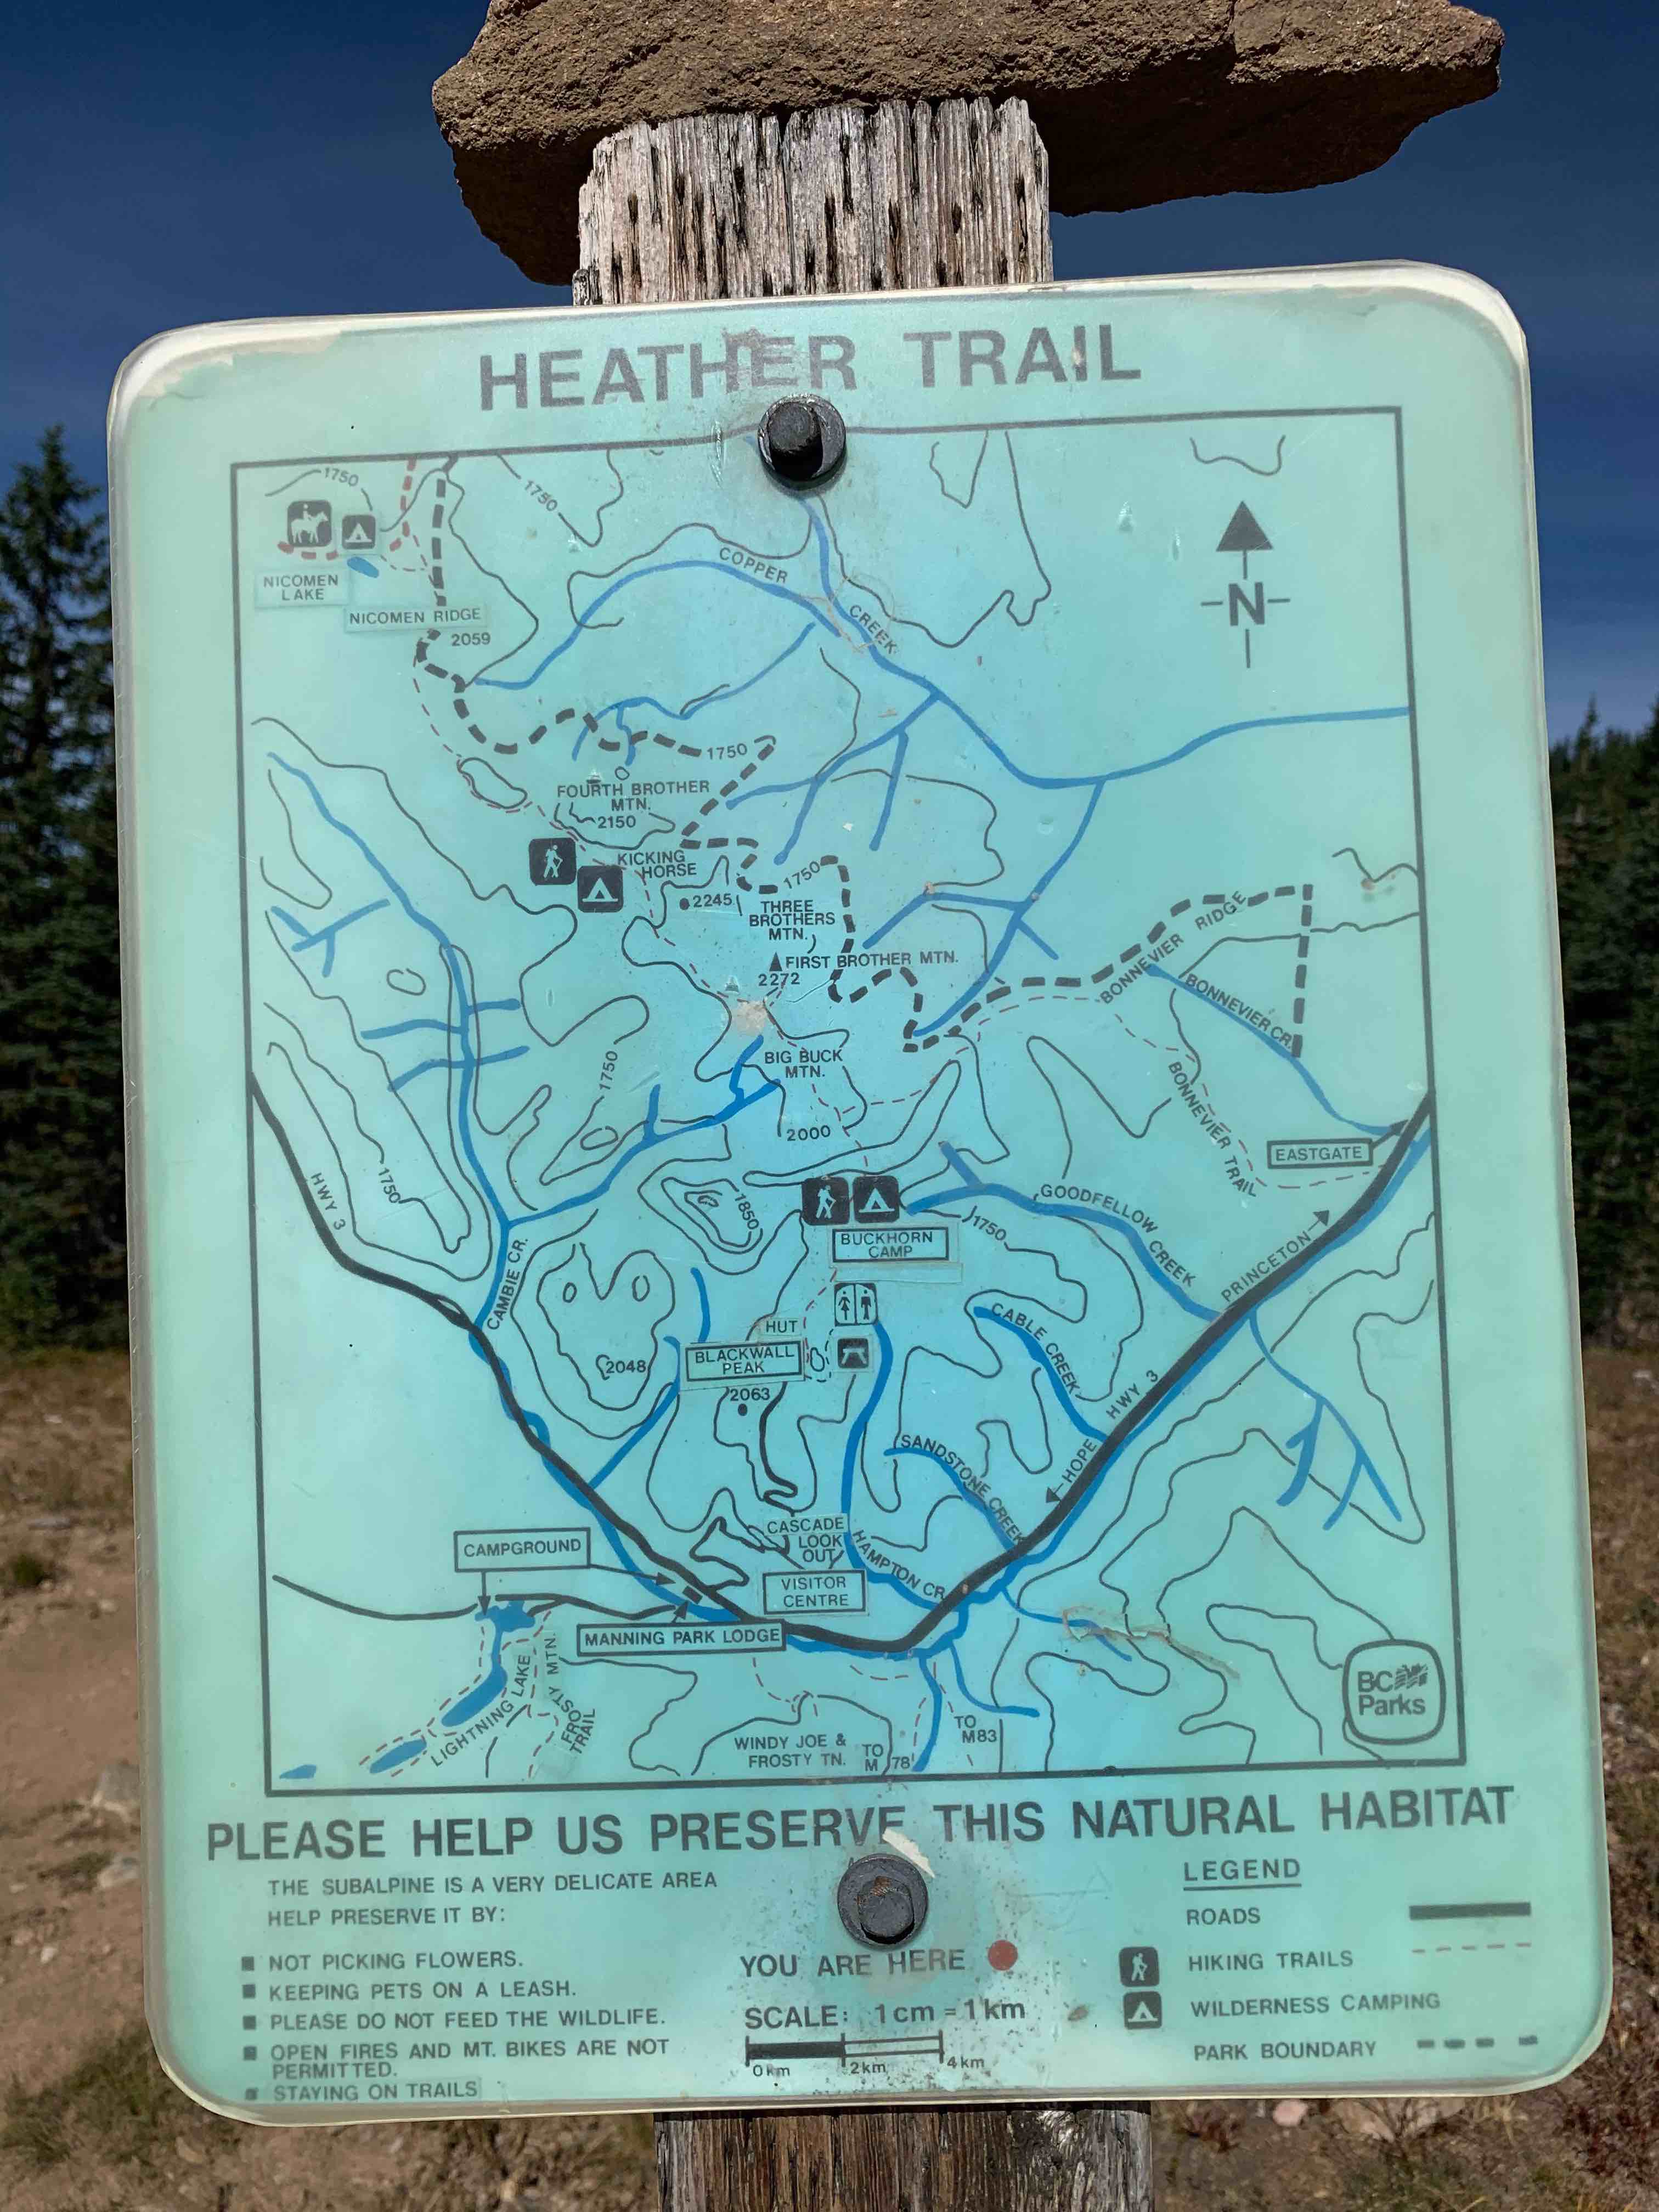 HEATHER TRAIL
1750
1750
NICOMEN
LAKE
COPPER
CREEK
NICOMEN RIDGE
2059
-N-
1750
FOURTH BROTHER
MTN.
2150
KICKING
HORSE
1750
2245
THREE
BROTHERS
MTN.
FIRST BROTHER MTN.
2272
BONNEVIER RIDGE
BONNEVIER CR.
BIG BUCK
MTN.
1750
2000
BONNEVIER TRAIL
EASTGATE
HWY 3
1750
1850
BUCKHORN
CAMP
1750
GOODFELLOW CREEK
PRINCETON
CAMBIE CR.
HUT
BLACKWALL
PEAK
2063
2048
CABLE CREEK
HWY 3
HOPE
SANDSTONE CREEK
CASCADE
LOOK
OUT
HAMPTON CR.
CAMPGROUND
VISITOR
CENTRE
MANNING PARK LODGE
LIGHTNING LAKE
FROSTY MTN.
TRAIL
WINDY JOE &
FROSTY TN.
TO
M 78
TO
M83
BC
Parks
PLEASE HELP US PRESERVE THIS NATURAL HABITAT
THE SUBALPINE IS A VERY DELICATE AREA
HELP PRESERVE IT BY:
■ NOT PICKING FLOWERS.
■ KEEPING PETS ON A LEASH.
■ PLEASE DO NOT FEED THE WILDLIFE.
■ OPEN FIRES AND MT. BIKES ARE NOT
PERMITTED.
■ STAYING ON TRAILS
YOU ARE HERE
SCALE: 1cm = 1km
0km 2km 4km
LEGEND
ROADS
HIKING TRAILS
WILDERNESS CAMPING
PARK BOUNDARY